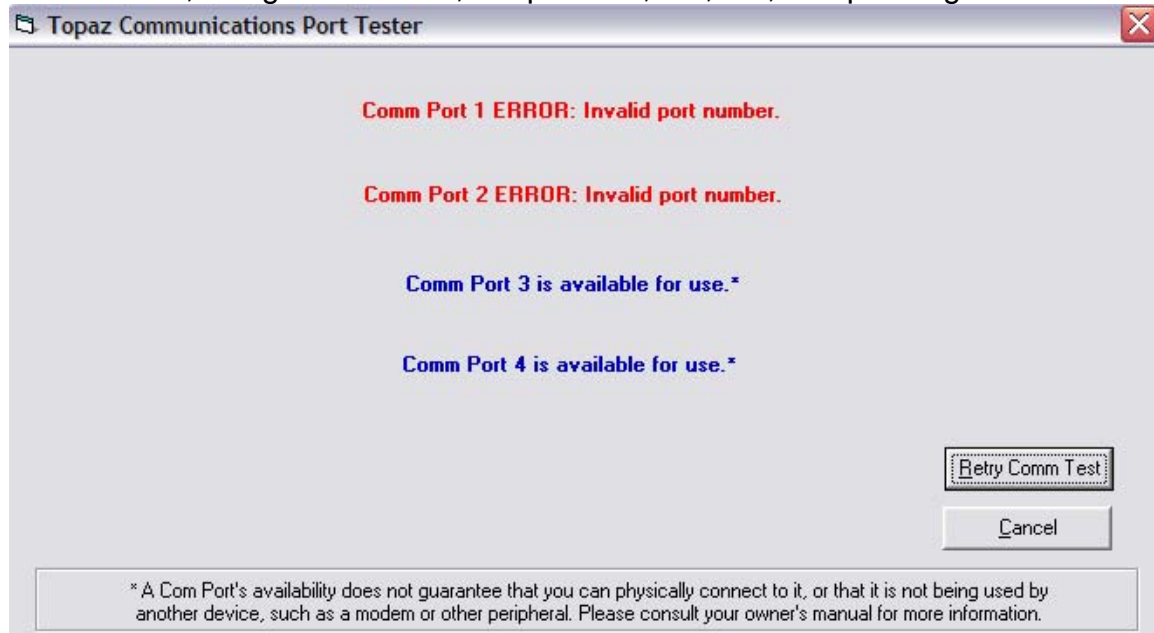 Topaz Communications Port Tester
Comm Port 1 ERROR: Invalid port number.
Comm Port 2 ERROR: Invalid port number.
Comm Port 3 is available for use.*
Comm Port 4 is available for use.*
Retry Comm Test
Cancel
* A Com Port's availability does not guarantee that you can physically connect to it, or that it is not being used by
another device, such as a modem or other peripheral. Please consult your owner's manual for more information.